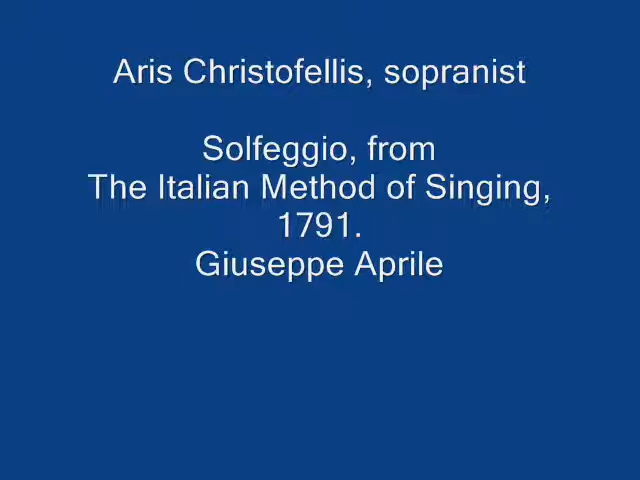 Aris Christofellis, sopranist
Solfeggio, from
The Italian Method of Singing,
1791.
Giuseppe Aprile